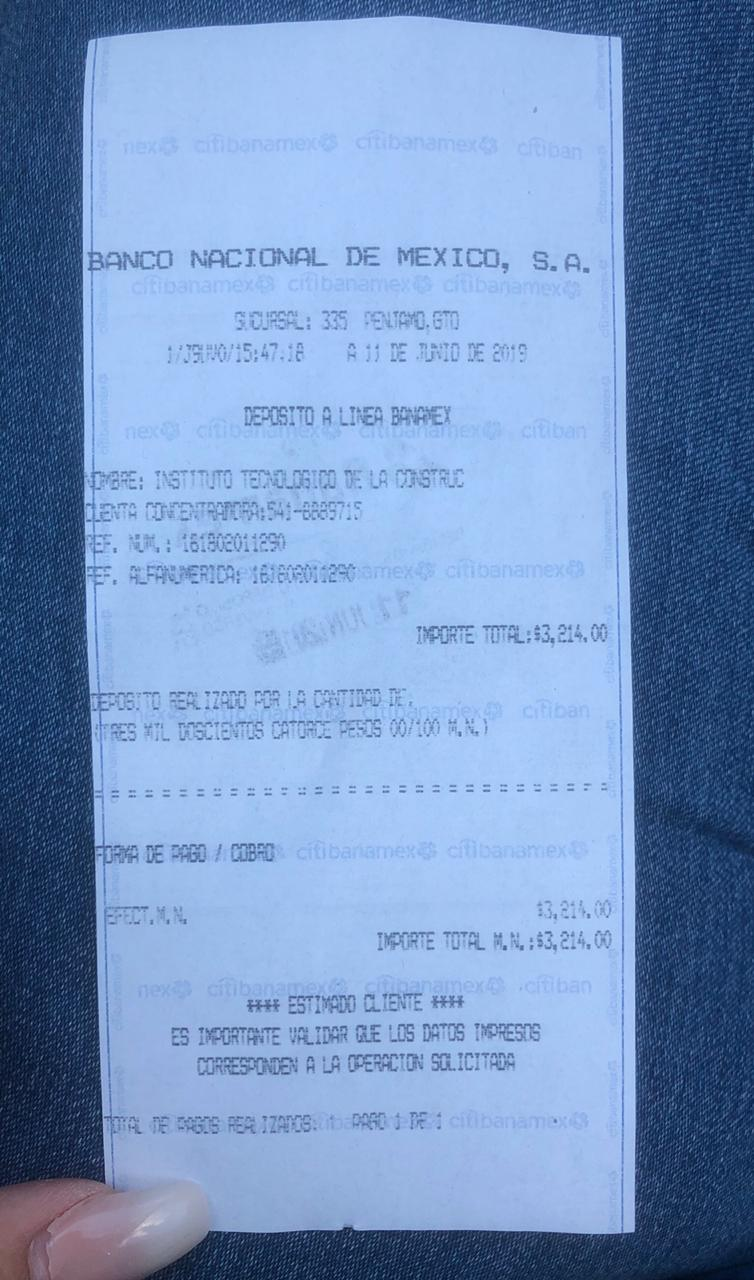 BANCO NACIONAL DE MEXICO, S.A.
SUCURSAL: 335 PENJAMO,GTO
A 11 DE JUNIO DE 2019
DEPOSITO A LINEA BANAMEX
NOMBRE: INSTITUTO TECNOLOGICO DE LA CONSTRUC
CUENTA CONCENTRADORA:541-8889715
REF. NUM.: 161802011290
REF. ALFANUMERICA: 161802011290
IMPORTE TOTAL:$3,214.00
DEPOSITO REALIZADO POR LA CANTIDAD DE:
(TRES MIL DOSCIENTOS CATORCE PESOS 00/100 M.N.)
FORMA DE PAGO / COBRO
EFECT.M.N. $3,214.00
IMPORTE TOTAL M.N.:$3,214.00
**** ESTIMADO CLIENTE ****
ES IMPORTANTE VALIDAR QUE LOS DATOS IMPRESOS
CORRESPONDEN A LA OPERACION SOLICITADA
TOTAL DE PAGOS REALIZADOS: 1 PAGO 1 DE 1